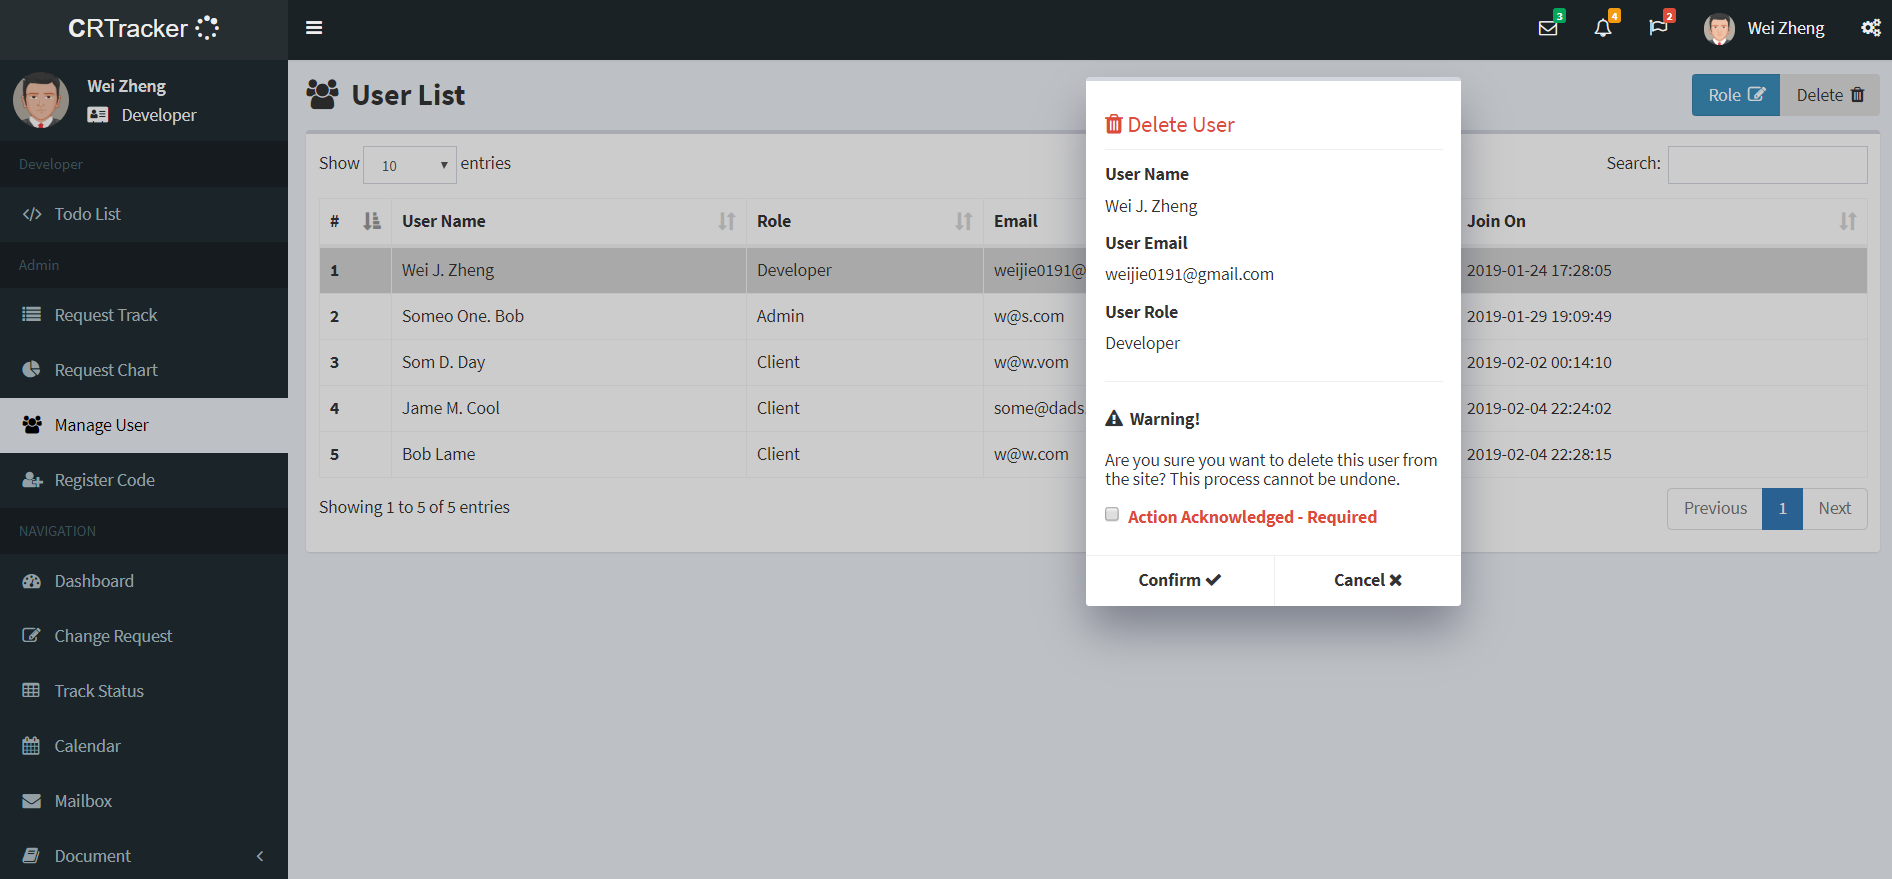 CRTracker
3
4
2
Wei Zheng
Wei Zheng
Developer
Developer
Todo List
Admin
Request Track
Request Chart
Manage User
Register Code
NAVIGATION
Dashboard
Change Request
Track Status
Calendar
Mailbox
Document
User List
Role
Delete
Show 10 entries
Search:
# User Name Role Email Join On
1 Wei J. Zheng Developer weijie0191@ 2019-01-24 17:28:05
2 Someo One. Bob Admin w@s.com 2019-01-29 19:09:49
3 Som D. Day Client w@w.vom 2019-02-02 00:14:10
4 Jame M. Cool Client some@dads 2019-02-04 22:24:02
5 Bob Lame Client w@w.com 2019-02-04 22:28:15
Showing 1 to 5 of 5 entries
Previous 1 Next
Delete User
User Name
Wei J. Zheng
User Email
weijie0191@gmail.com
User Role
Developer
Warning!
Are you sure you want to delete this user from
the site? This process cannot be undone.
Action Acknowledged - Required
Confirm
Cancel